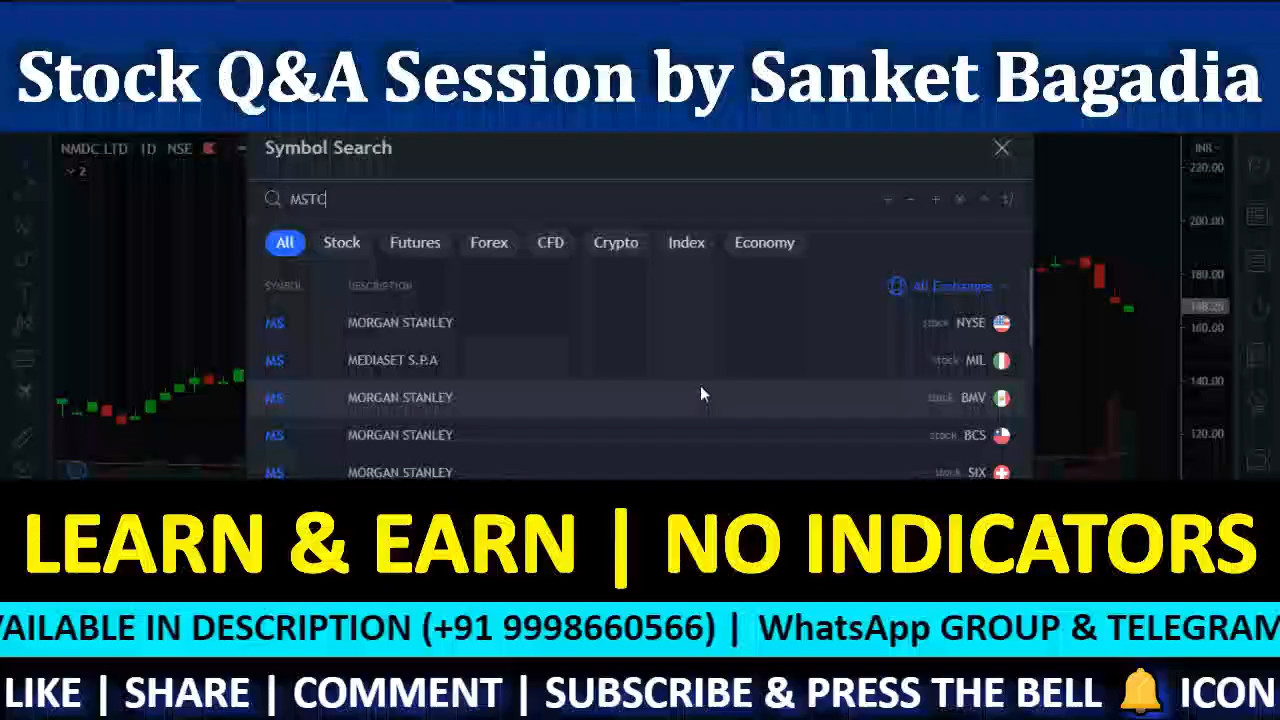 Stock Q&A Session by Sanket Bagadia
NMDC LTD 1D NSE
2
Symbol Search
INR
220.00
MSTC
200.00
All Stock Futures Forex CFD Crypto Index Economy
180.00
SYMBOL DESCRIPTION All Exchanges
MS MORGAN STANLEY stock NYSE
160.00
MS MEDIASET S.P.A stock MIL
140.00
MS MORGAN STANLEY stock BMV
MS MORGAN STANLEY stock BCS
120.00
MS MORGAN STANLEY stock SIX
LEARN & EARN | NO INDICATORS
VAILABLE IN DESCRIPTION (+91 9998660566) | WhatsApp GROUP & TELEGRAM
LIKE | SHARE | COMMENT | SUBSCRIBE & PRESS THE BELL 🔔 ICON